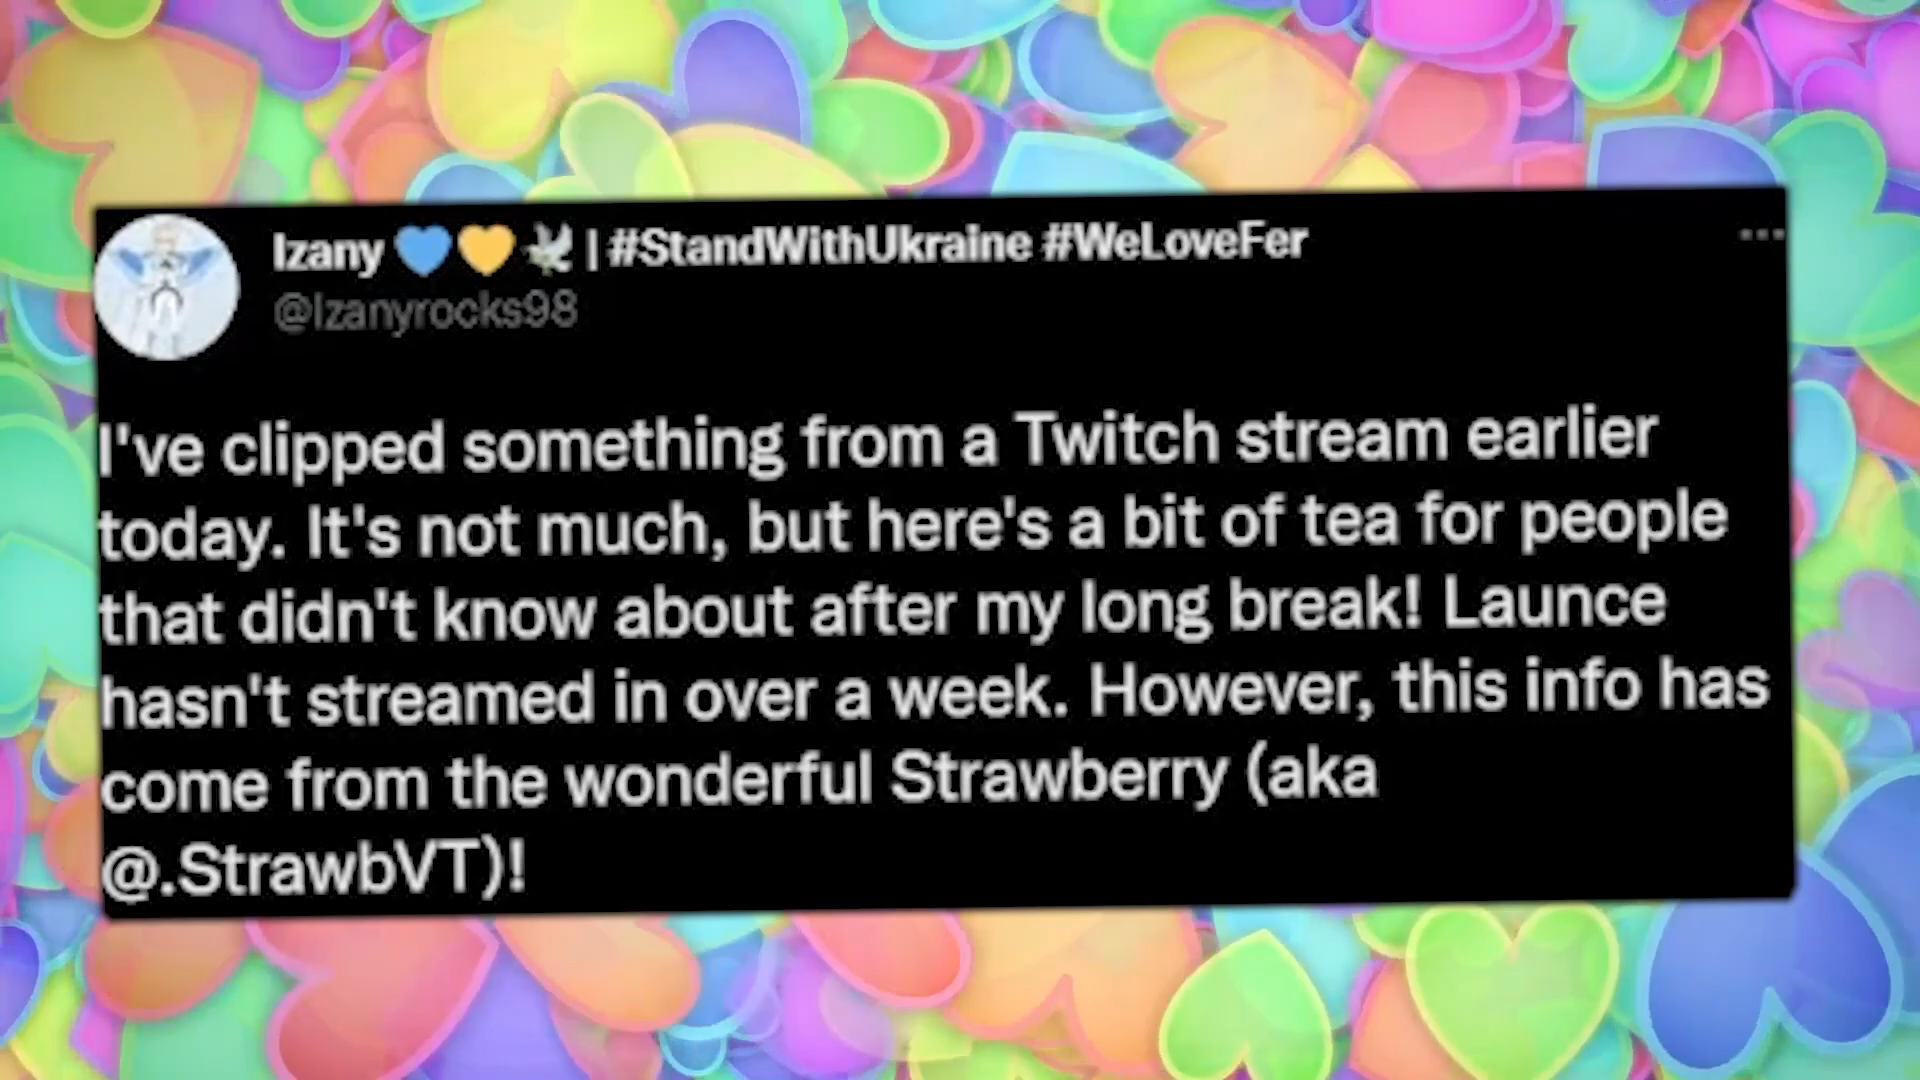 Izany 💙💛🕊 | #StandWithUkraine #WeLoveFer
@Izanyrocks98
I've clipped something from a Twitch stream earlier
today. It's not much, but here's a bit of tea for people
that didn't know about after my long break! Launce
hasn't streamed in over a week. However, this info has
come from the wonderful Strawberry (aka
@.StrawbVT)!